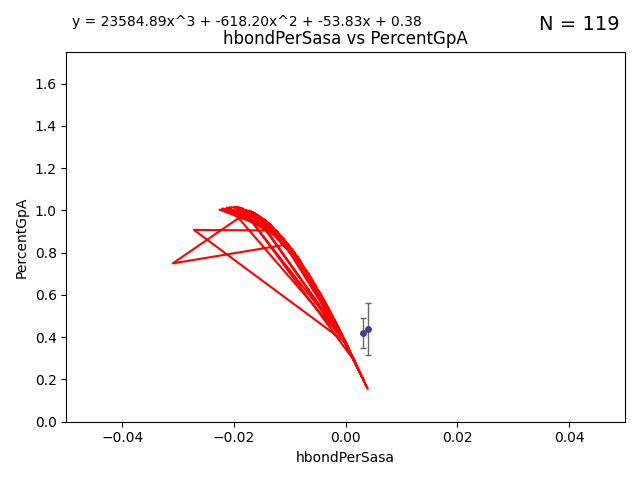 y = 23584.89x^3 + -618.20x^2 + -53.83x + 0.38
N = 119
hbondPerSasa vs PercentGpA
PercentGpA
1.6
1.4
1.2
1.0
0.8
0.6
0.4
0.2
0.0
−0.04
−0.02
0.00
0.02
0.04
hbondPerSasa